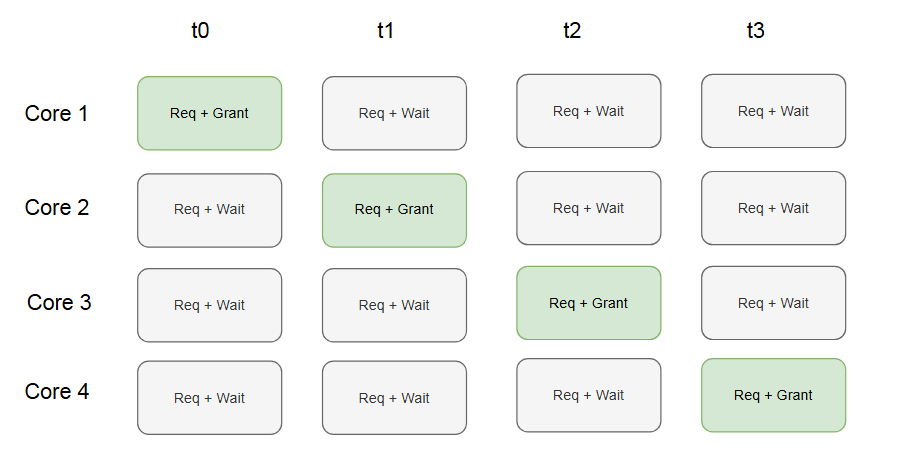 t0 t1 t2 t3
Core 1 Req + Grant Req + Wait Req + Wait Req + Wait
Core 2 Req + Wait Req + Grant Req + Wait Req + Wait
Core 3 Req + Wait Req + Wait Req + Grant Req + Wait
Core 4 Req + Wait Req + Wait Req + Wait Req + Grant